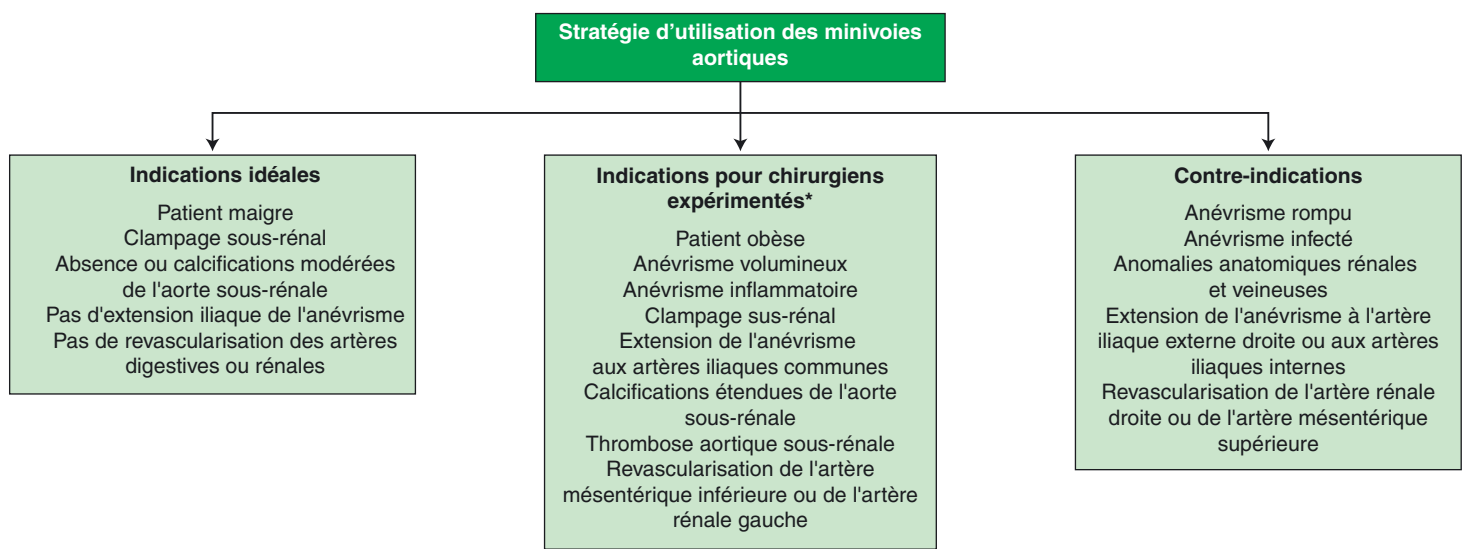 Stratégie d’utilisation des minivoies
aortiques
Indications idéales
Patient maigre
Clampage sous-rénal
Absence ou calcifications modérées
de l'aorte sous-rénale
Pas d'extension iliaque de l'anévrisme
Pas de revascularisation des artères
digestives ou rénales
Indications pour chirurgiens
expérimentés*
Patient obèse
Anévrisme volumineux
Anévrisme inflammatoire
Clampage sus-rénal
Extension de l'anévrisme
aux artères iliaques communes
Calcifications étendues de l'aorte
sous-rénale
Thrombose aortique sous-rénale
Revascularisation de l'artère
mésentérique inférieure ou de l'artère
rénale gauche
Contre-indications
Anévrisme rompu
Anévrisme infecté
Anomalies anatomiques rénales
et veineuses
Extension de l'anévrisme à l'artère
iliaque externe droite ou aux artères
iliaques internes
Revascularisation de l'artère rénale
droite ou de l'artère mésentérique
supérieure